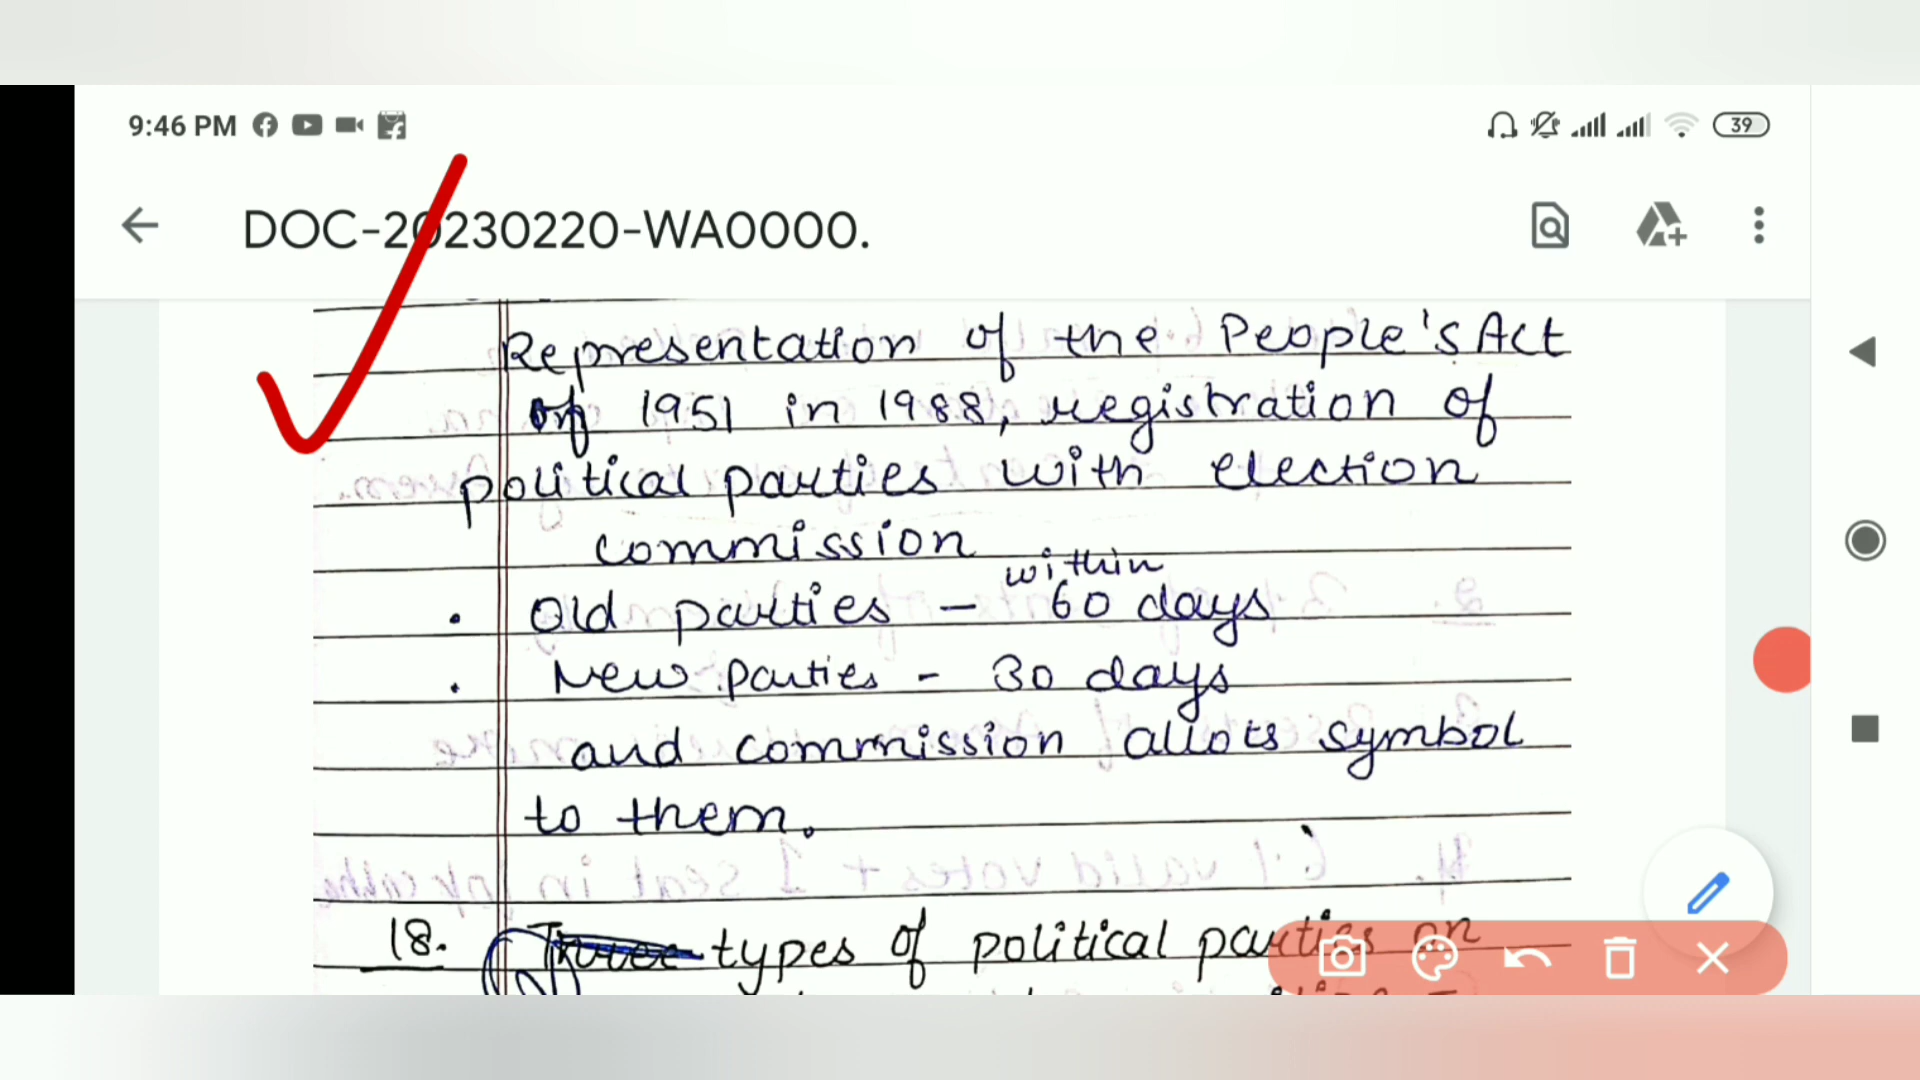 9:46 PM
39
DOC-20230220-WA0000.
Representation of the People's Act
of 1951 in 1988, registration of
political parties with election
commission
within
Old parties - 60 days
New parties - 30 days
and commission allots symbol
to them.
18. Three types of political parties on